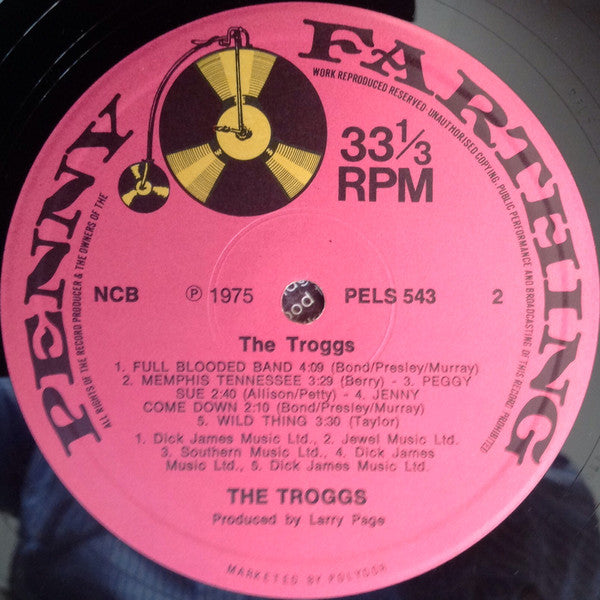 PENNY FARTHING
ALL RIGHTS OF THE RECORD PRODUCER & THE OWNERS OF THE
WORK REPRODUCED RESERVED UNAUTHORISED COPYING, PUBLIC PERFORMANCE AND BROADCASTING OF THIS RECORD PROHIBITED
33 1/3
RPM
NCB
Ⓟ 1975
PELS 543
2
The Troggs
1. FULL BLOODED BAND 4:09 (Bond/Presley/Murray)
2. MEMPHIS TENNESSEE 3:29 (Berry) - 3. PEGGY
SUE 2:40 (Allison/Petty) - 4. JENNY
COME DOWN 2:10 (Bond/Presley/Murray)
5. WILD THING 3:30 (Taylor)
1. Dick James Music Ltd., 2. Jewel Music Ltd.
3. Southern Music Ltd., 4. Dick James
Music Ltd., 5. Dick James Music Ltd.
THE TROGGS
Produced by Larry Page
MARKETED BY POLYDOR